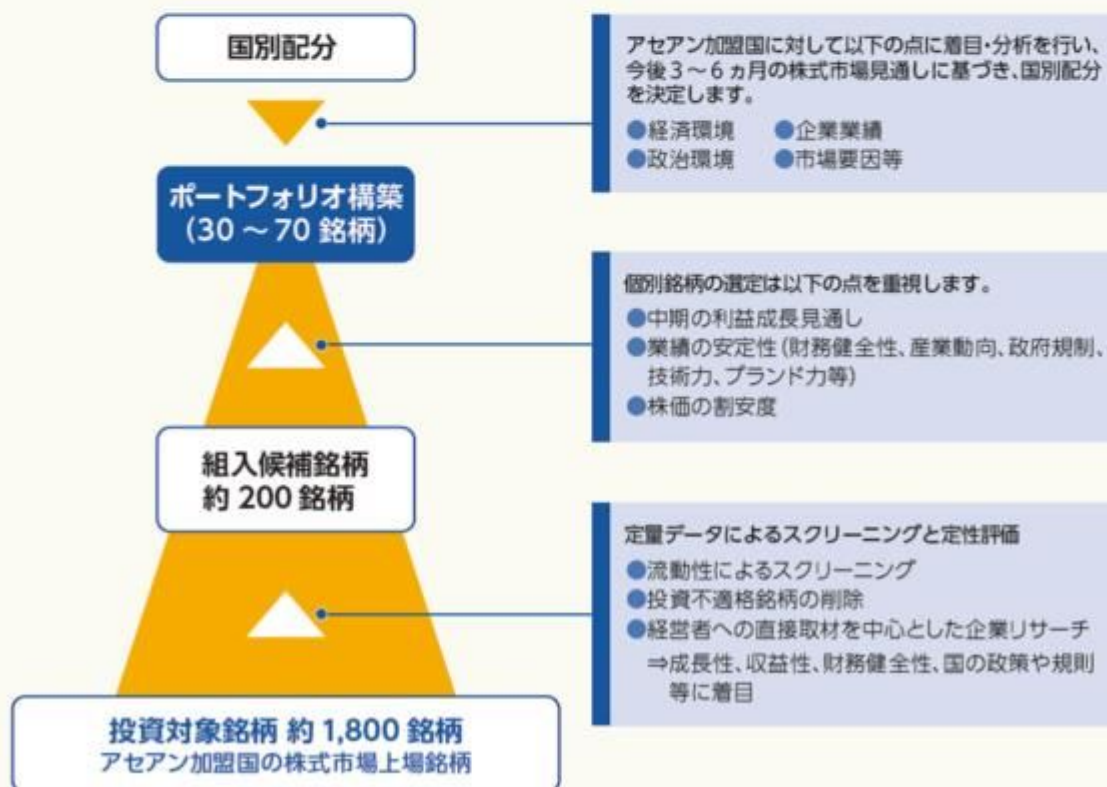 国別配分
アセアン加盟国に対して以下の点に着目・分析を行い、
今後3～6ヵ月の株式市場見通しに基づき、国別配分
を決定します。
●経済環境 ●企業業績
●政治環境 ●市場要因等
ポートフォリオ構築
(30～70 銘柄)
個別銘柄の選定は以下の点を重視します。
●中期の利益成長見通し
●業績の安定性(財務健全性、産業動向、政府規制、
技術力、ブランド力等)
●株価の割安度
組入候補銘柄
約 200 銘柄
定量データによるスクリーニングと定性評価
●流動性によるスクリーニング
●投資不適格銘柄の削除
●経営者への直接取材を中心とした企業リサーチ
⇒成長性、収益性、財務健全性、国の政策や規則
等に着目
投資対象銘柄 約 1,800 銘柄
アセアン加盟国の株式市場上場銘柄